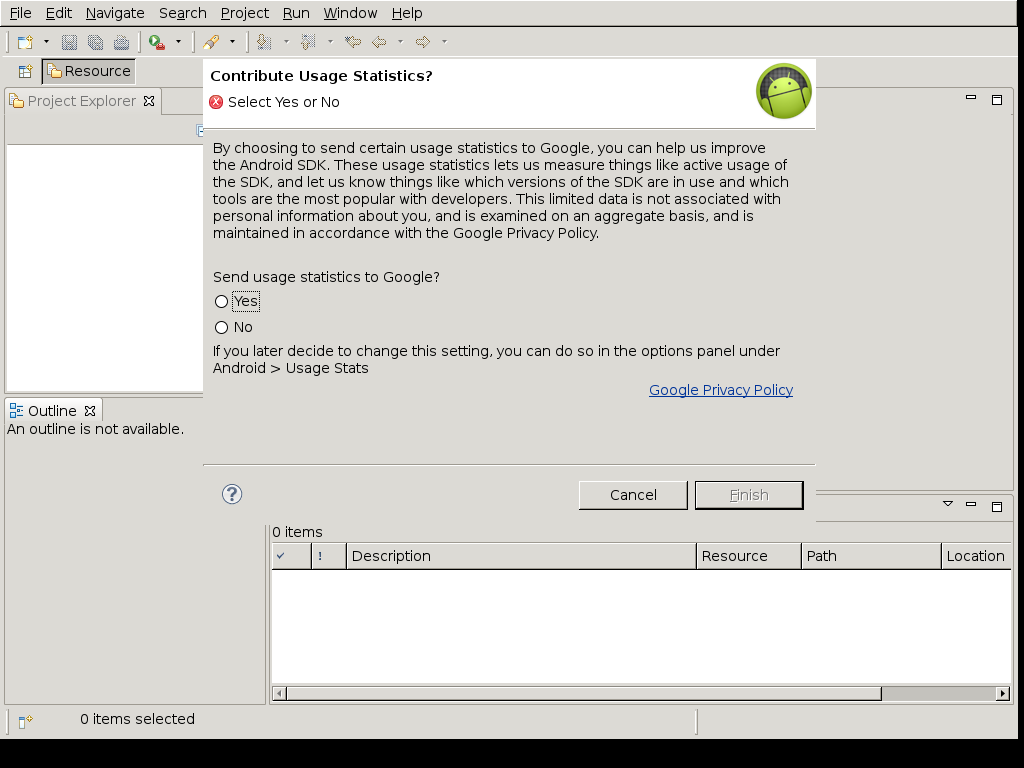 File Edit Navigate Search Project Run Window Help
Resource
Project Explorer
Contribute Usage Statistics?
Select Yes or No
By choosing to send certain usage statistics to Google, you can help us improve
the Android SDK. These usage statistics lets us measure things like active usage of
the SDK, and let us know things like which versions of the SDK are in use and which
tools are the most popular with developers. This limited data is not associated with
personal information about you, and is examined on an aggregate basis, and is
maintained in accordance with the Google Privacy Policy.
Send usage statistics to Google?
Yes
No
If you later decide to change this setting, you can do so in the options panel under
Android > Usage Stats
Google Privacy Policy
Outline
An outline is not available.
? Cancel Finish
0 items
! Description Resource Path Location
0 items selected